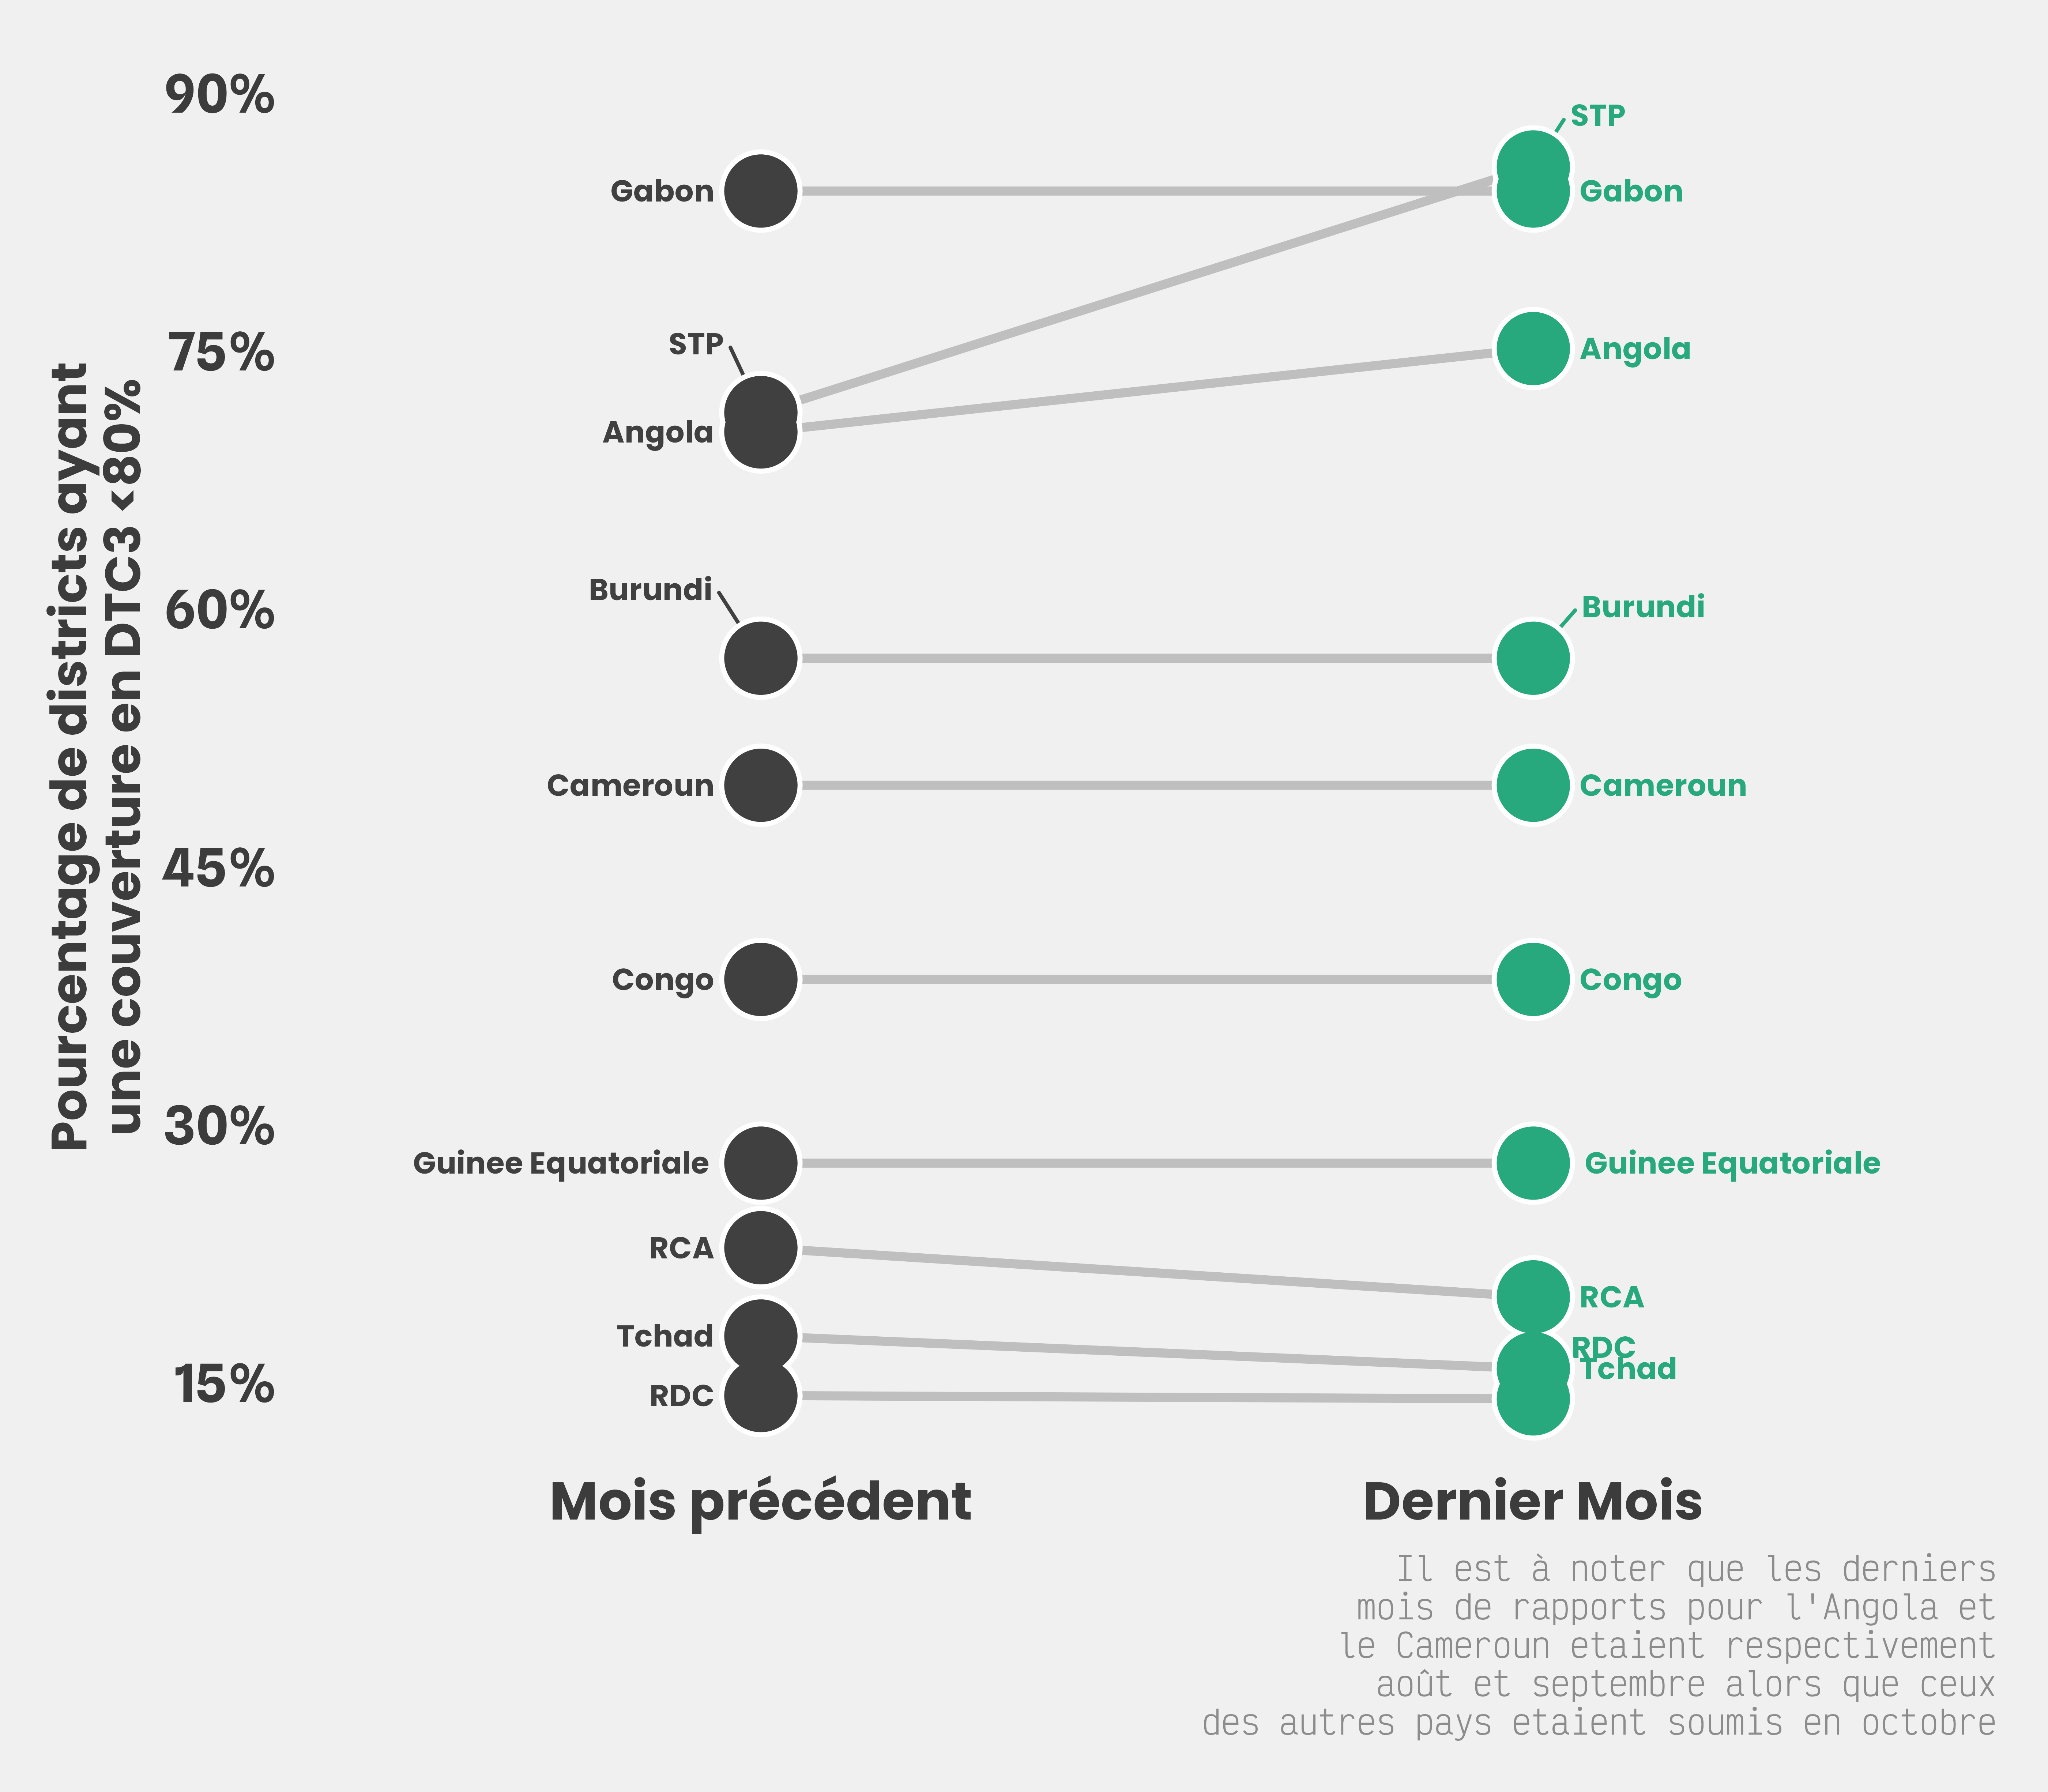 90%
75%
60%
45%
30%
15%
Pourcentage de districts ayant
une couverture en DTC3 <80%
Gabon
STP
Angola
Burundi
Cameroun
Congo
Guinee Equatoriale
RCA
Tchad
RDC
STP
Gabon
Angola
Burundi
Cameroun
Congo
Guinee Equatoriale
RCA
RDC
Tchad
Mois précédent
Dernier Mois
Il est à noter que les derniers
mois de rapports pour l'Angola et
le Cameroun etaient respectivement
août et septembre alors que ceux
des autres pays etaient soumis en octobre